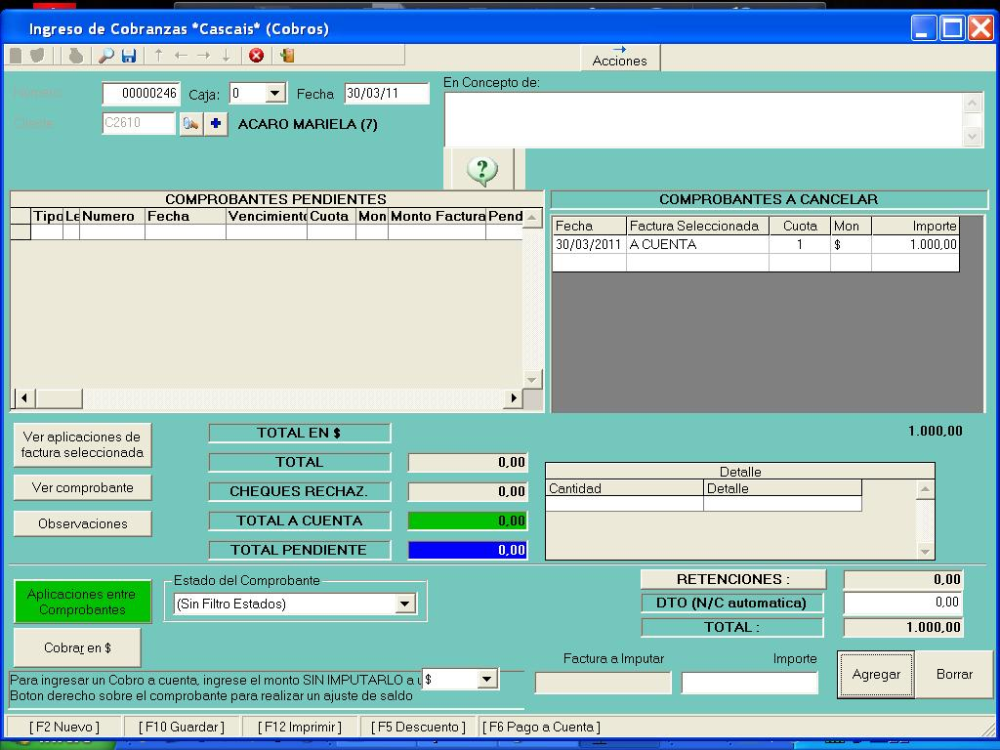 Ingreso de Cobranzas *Cascais* (Cobros)
Acciones
Numero:
00000246
Caja:
0
Fecha
30/03/11
En Concepto de:
Cliente:
C2610
ACARO MARIELA (7)
COMPROBANTES PENDIENTES
Tipo Le Numero Fecha Vencimiento Cuota Mon Monto Factura Pend
COMPROBANTES A CANCELAR
Fecha Factura Seleccionada Cuota Mon Importe
30/03/2011 A CUENTA 1 $ 1.000,00
1.000,00
Ver aplicaciones de
factura seleccionada
Ver comprobante
Observaciones
TOTAL EN $
TOTAL 0,00
CHEQUES RECHAZ. 0,00
TOTAL A CUENTA 0,00
TOTAL PENDIENTE 0,00
Detalle
Cantidad Detalle
Aplicaciones entre
Comprobantes
Estado del Comprobante
(Sin Filtro Estados)
Cobrar en $
RETENCIONES : 0,00
DTO (N/C automatica) 0,00
TOTAL : 1.000,00
Para ingresar un Cobro a cuenta, ingrese el monto SIN IMPUTARLO a u
$
Boton derecho sobre el comprobante para realizar un ajuste de saldo
Factura a Imputar
Importe
Agregar
Borrar
[ F2 Nuevo ] [ F10 Guardar ] [ F12 Imprimir ] [ F5 Descuento ] [ F6 Pago a Cuenta ]